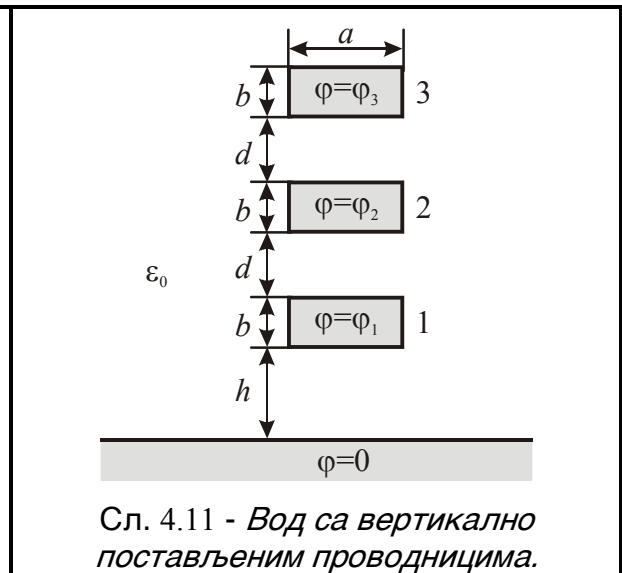 a
b φ=φ₃ 3
d
b φ=φ₂ 2
ε₀ d
b φ=φ₁ 1
h
φ=0
Сл. 4.11 - Вод са вертикално
постављеним проводницима.